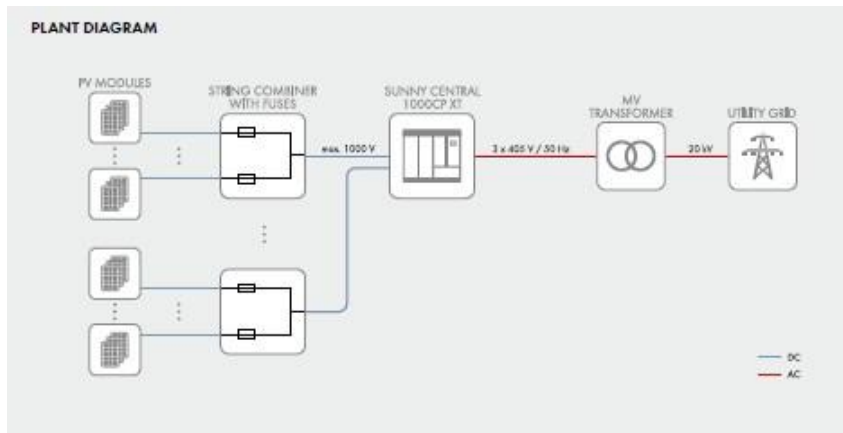 PLANT DIAGRAM
PV MODULES
STRING COMBINER
WITH FUSES
SUNNY CENTRAL
1000CP XT
MV
TRANSFORMER
UTILITY GRID
max. 1000 V
3 x 405 V / 50 Hz
20 kV
DC
AC